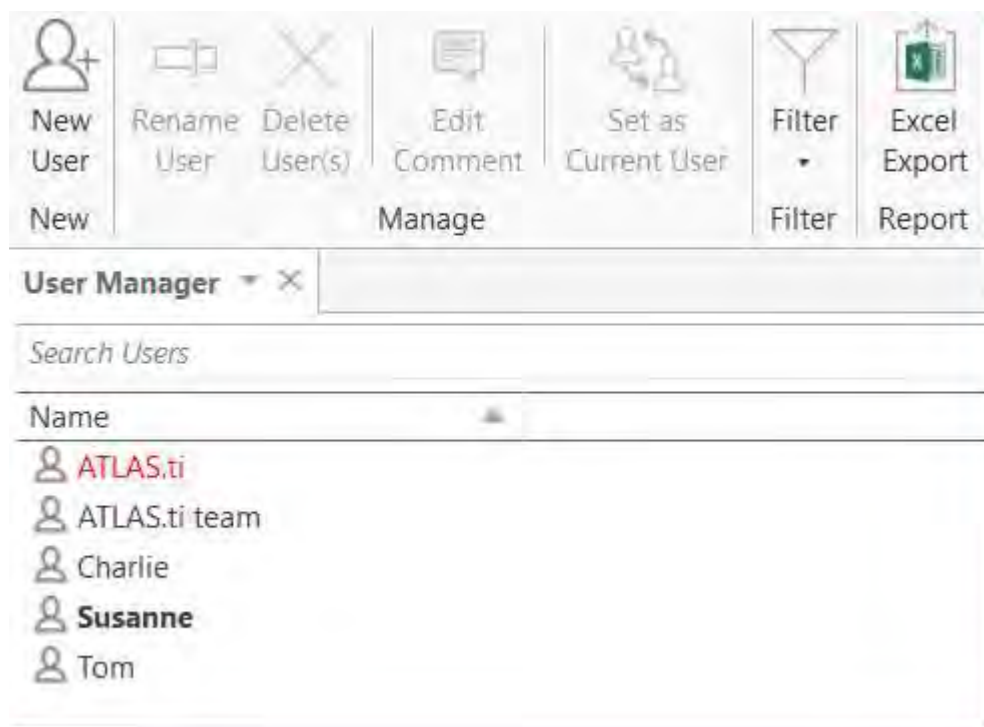 New User
Rename User
Delete User(s)
Edit Comment
Set as Current User
Filter
Excel Export
New
Manage
Filter
Report
User Manager
Search Users
Name
ATLAS.ti
ATLAS.ti team
Charlie
Susanne
Tom